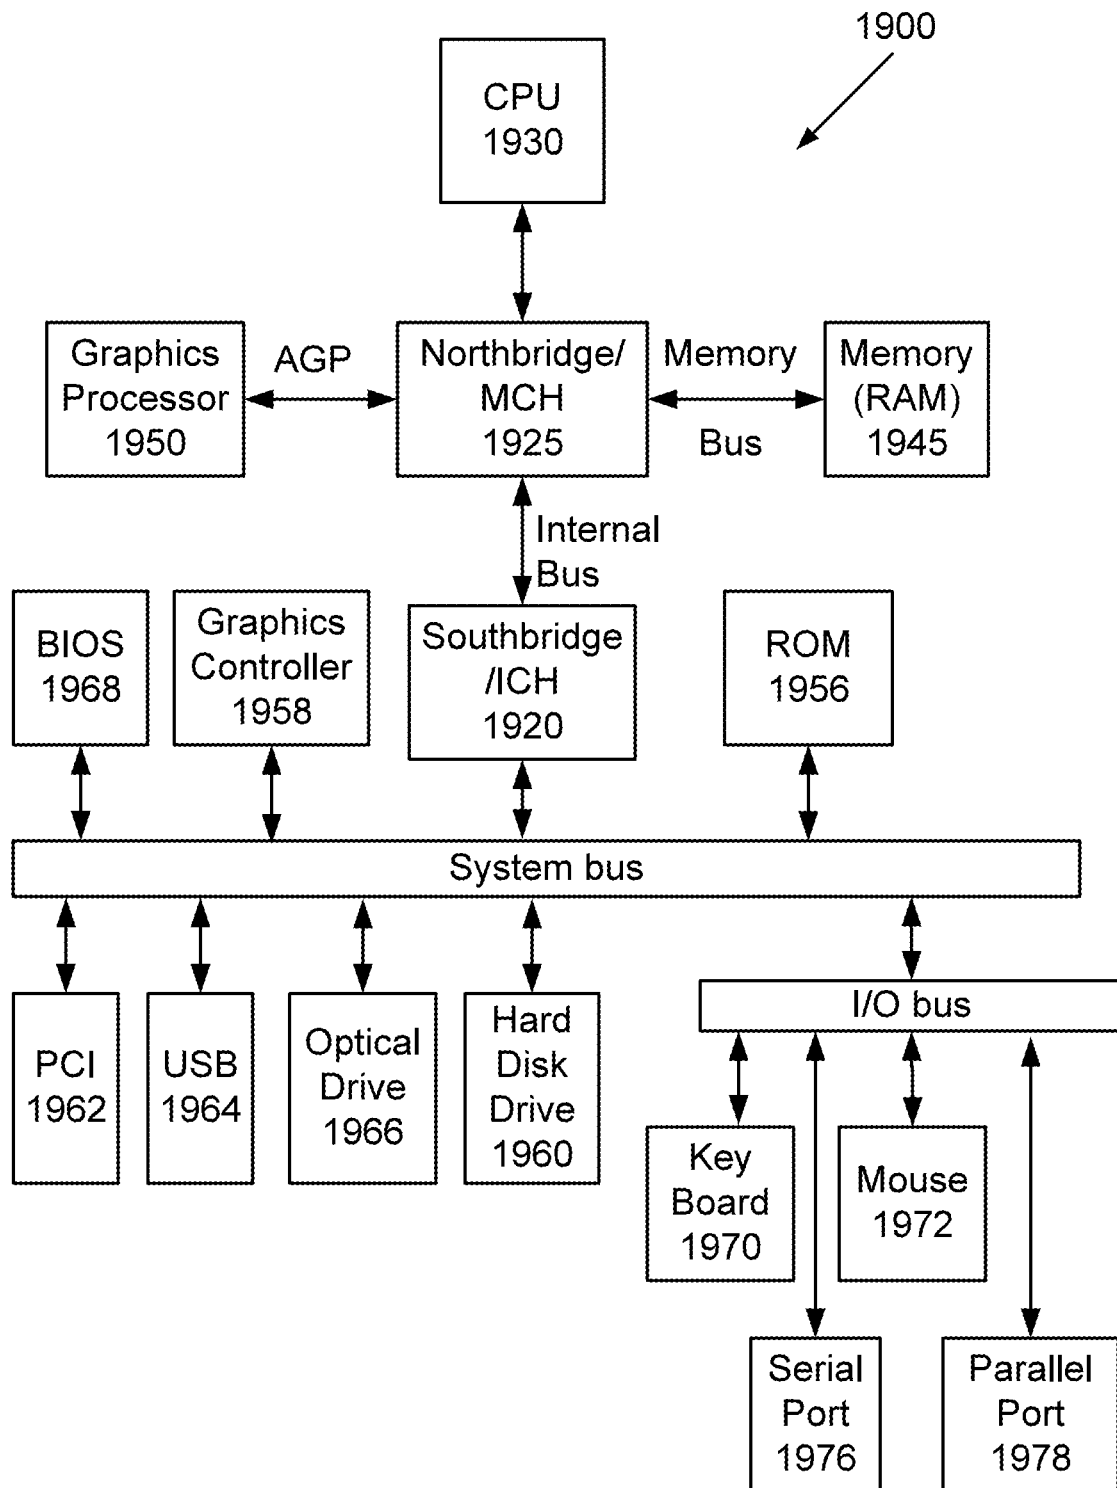 1900
CPU
1930
Graphics
Processor
1950
AGP
Northbridge/
MCH
1925
Memory
Bus
Memory
(RAM)
1945
Internal
Bus
BIOS
1968
Graphics
Controller
1958
Southbridge
/ICH
1920
ROM
1956
System bus
PCI
1962
USB
1964
Optical
Drive
1966
Hard
Disk
Drive
1960
I/O bus
Key
Board
1970
Mouse
1972
Serial
Port
1976
Parallel
Port
1978